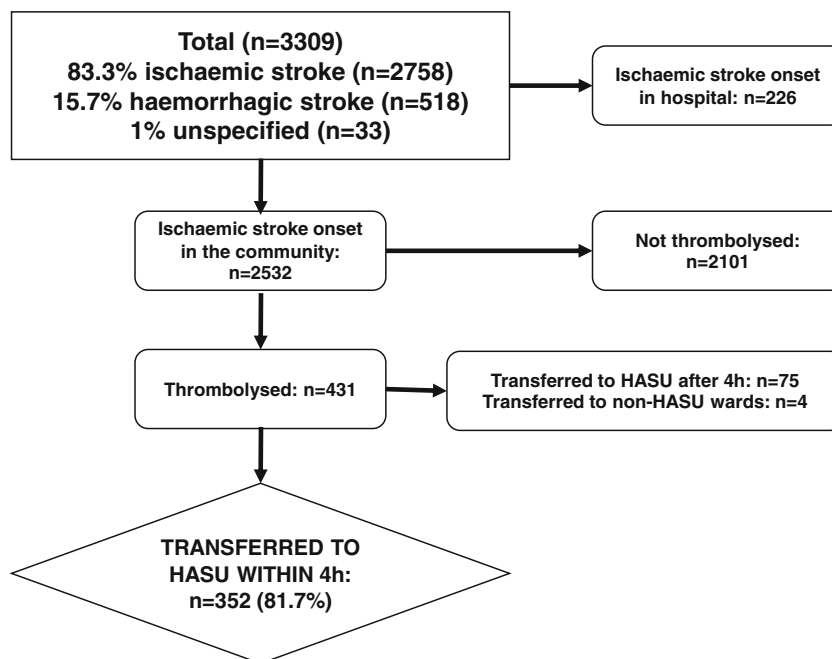 Total (n=3309)
83.3% ischaemic stroke (n=2758)
15.7% haemorrhagic stroke (n=518)
1% unspecified (n=33)
Ischaemic stroke onset
in hospital: n=226
Ischaemic stroke onset
in the community:
n=2532
Not thrombolysed:
n=2101
Thrombolysed: n=431
Transferred to HASU after 4h: n=75
Transferred to non-HASU wards: n=4
TRANSFERRED TO
HASU WITHIN 4h:
n=352 (81.7%)